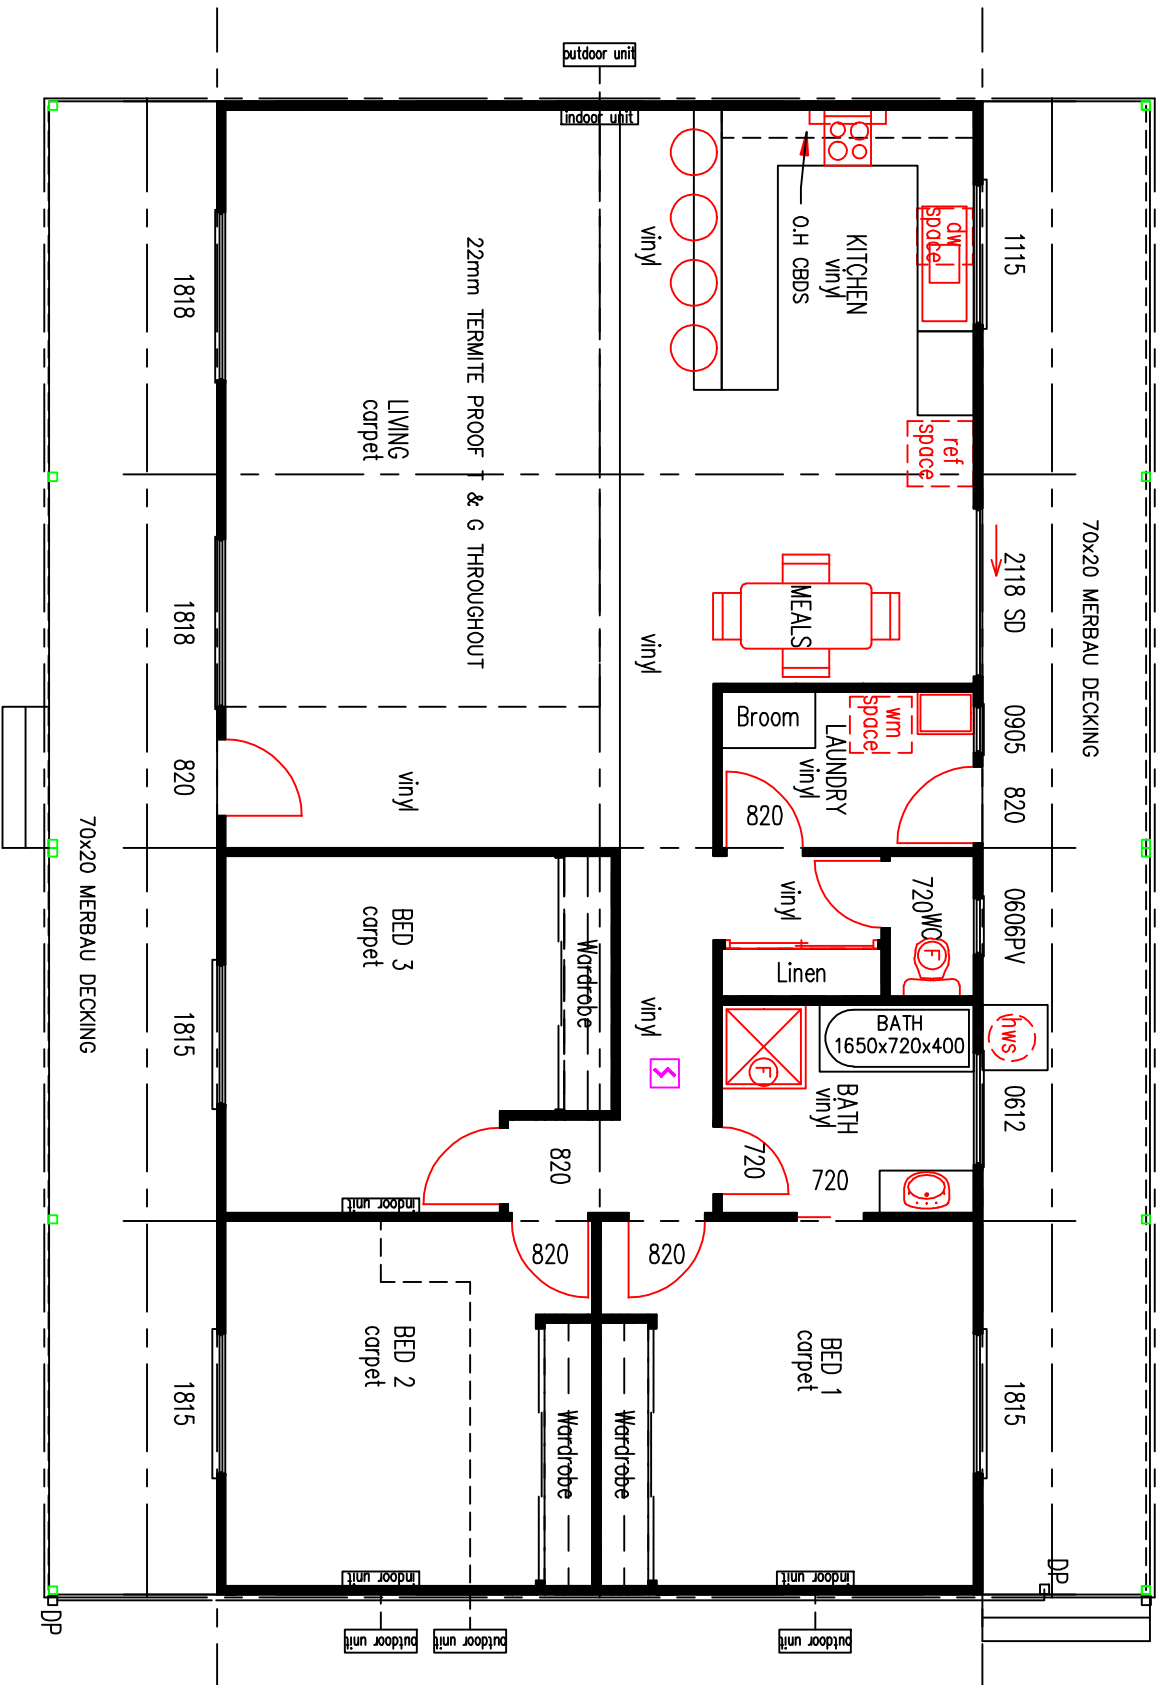 outdoor unit
indoor unit
1115
dw
space
KITCHEN
vinyl
O.H CBDS
vinyl
22mm TERMITE PROOF T & G THROUGHOUT
1818
LIVING
carpet
ref
space
70x20 MERBAU DECKING
2118 SD
MEALS
vinyl
1818
0905
wm
space
Broom
LAUNDRY
vinyl
820
820
vinyl
820
70x20 MERBAU DECKING
0606PV
720
WC
F
vinyl
Linen
BED 3
carpet
Wardrobe
vinyl
1815
hws
BATH
1650x720x400
F
BATH
vinyl
0612
720
720
820
indoor unit
820
820
BED 1
carpet
1815
BED 2
carpet
1815
Wardrobe
Wardrobe
indoor unit
indoor unit
DP
DP
outdoor unit
outdoor unit
outdoor unit